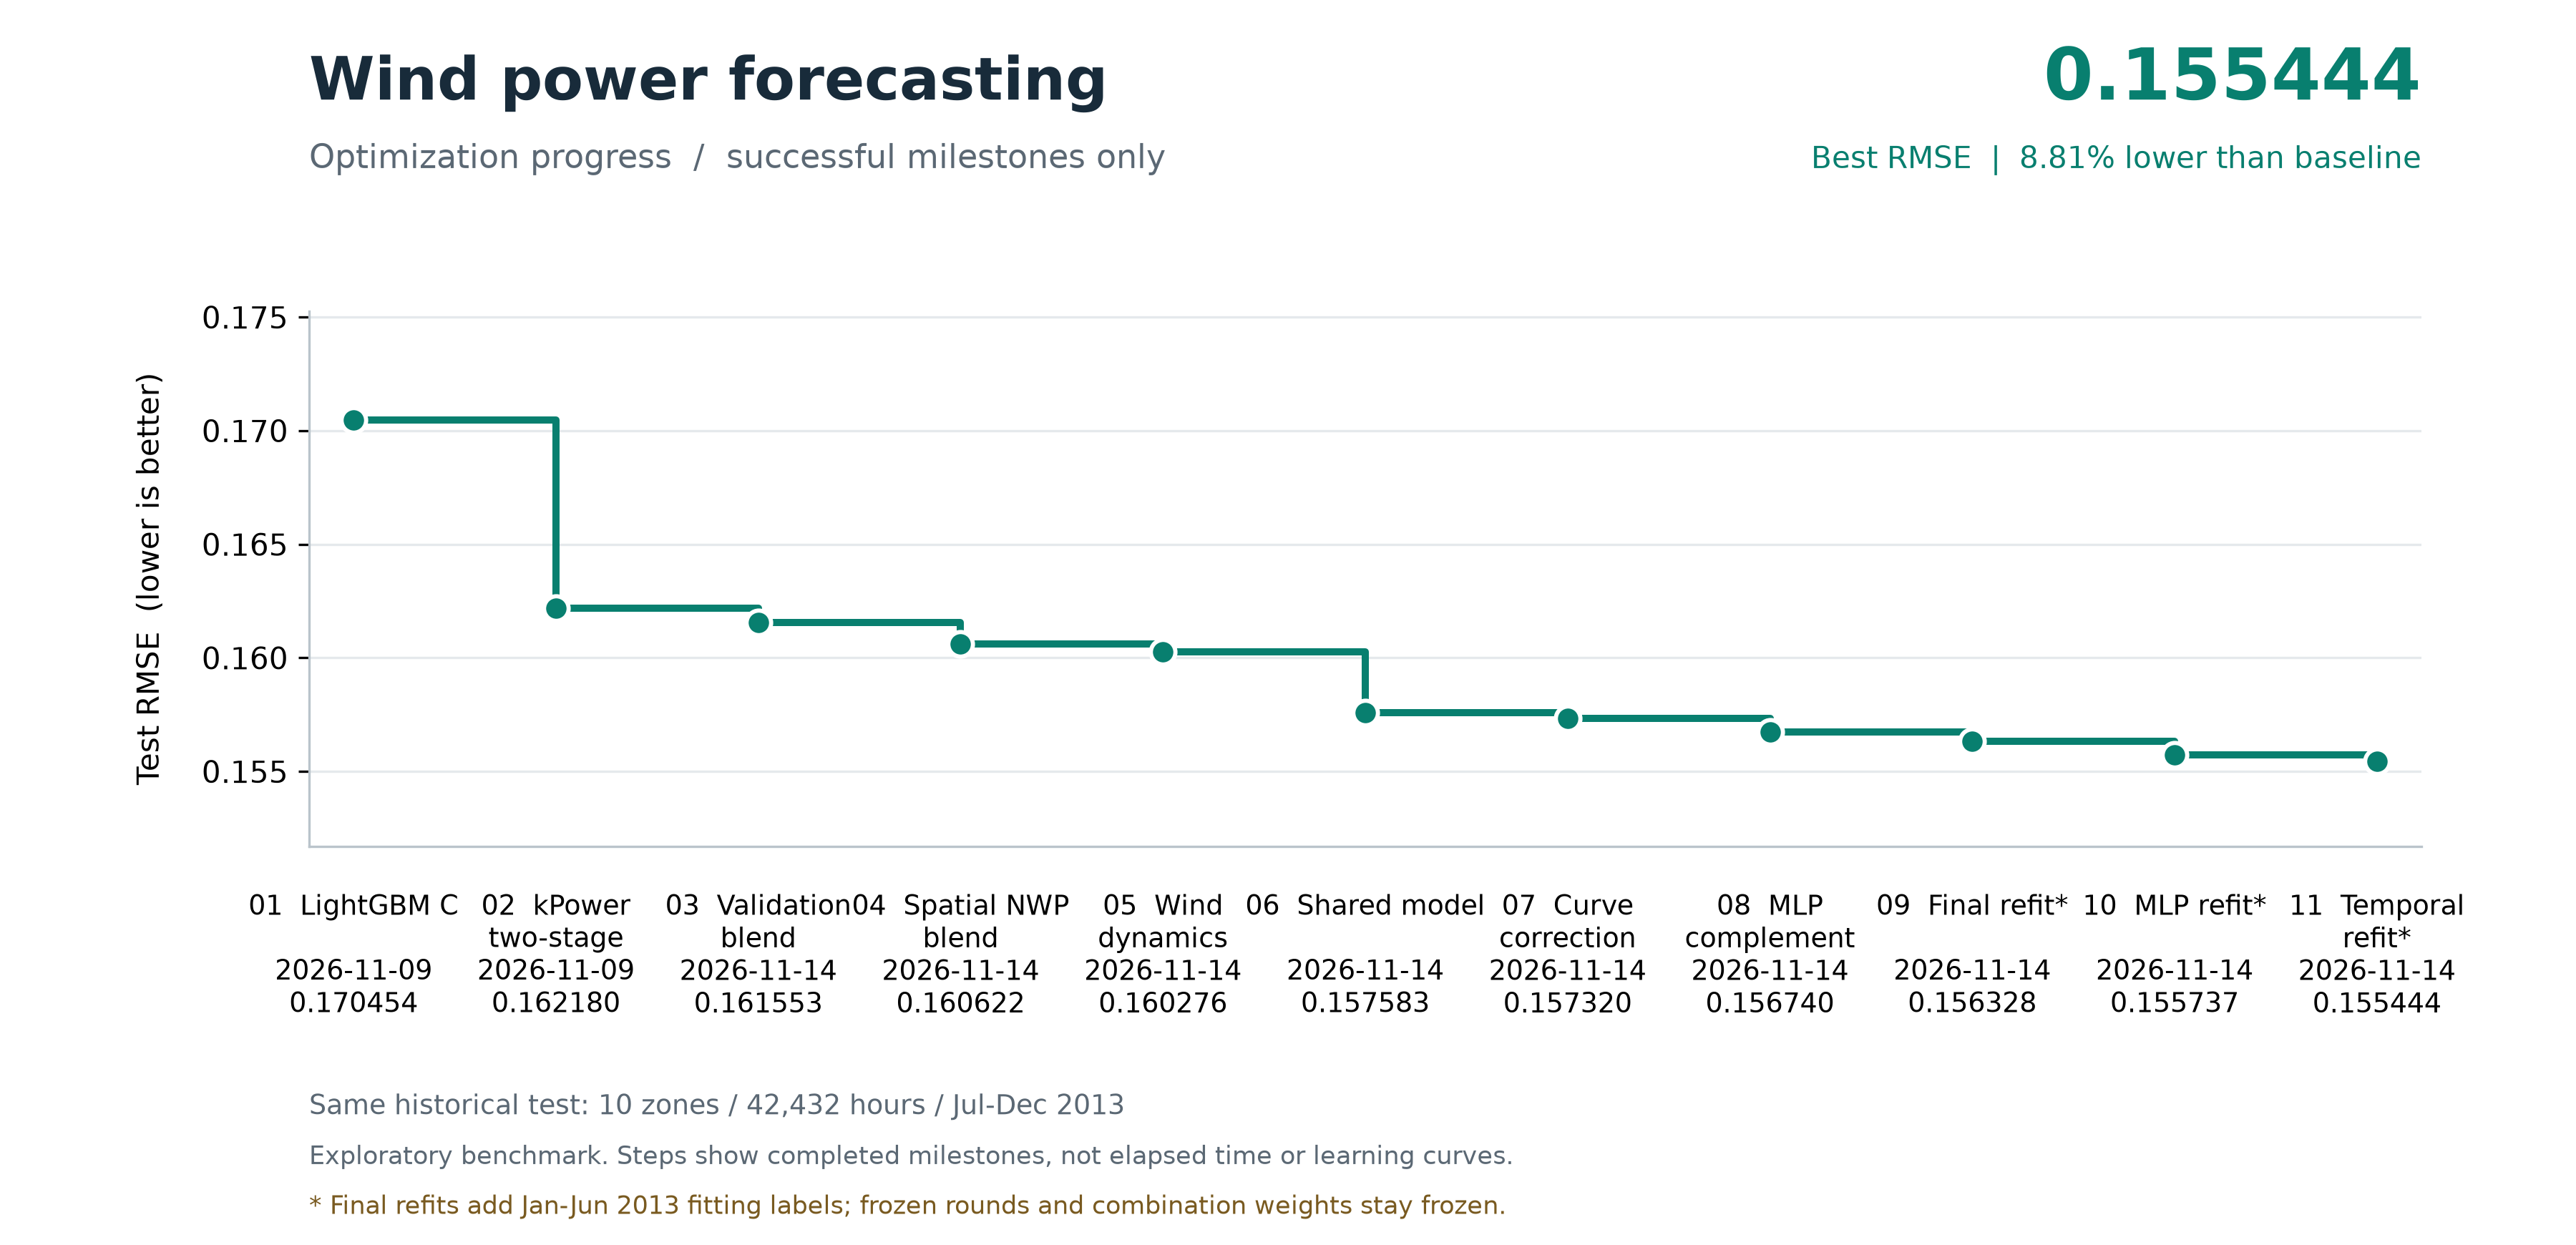 Wind power forecasting
0.155444
Optimization progress / successful milestones only
Best RMSE | 8.81% lower than baseline
Test RMSE (lower is better)
0.175
0.170
0.165
0.160
0.155
01 LightGBM C
2026-11-09
0.170454
02 kPower
two-stage
2026-11-09
0.162180
03 Validation
blend
2026-11-14
0.161553
04 Spatial NWP
blend
2026-11-14
0.160622
05 Wind
dynamics
2026-11-14
0.160276
06 Shared model
2026-11-14
0.157583
07 Curve
correction
2026-11-14
0.157320
08 MLP
complement
2026-11-14
0.156740
09 Final refit*
2026-11-14
0.156328
10 MLP refit*
2026-11-14
0.155737
11 Temporal
refit*
2026-11-14
0.155444
Same historical test: 10 zones / 42,432 hours / Jul-Dec 2013
Exploratory benchmark. Steps show completed milestones, not elapsed time or learning curves.
* Final refits add Jan-Jun 2013 fitting labels; frozen rounds and combination weights stay frozen.